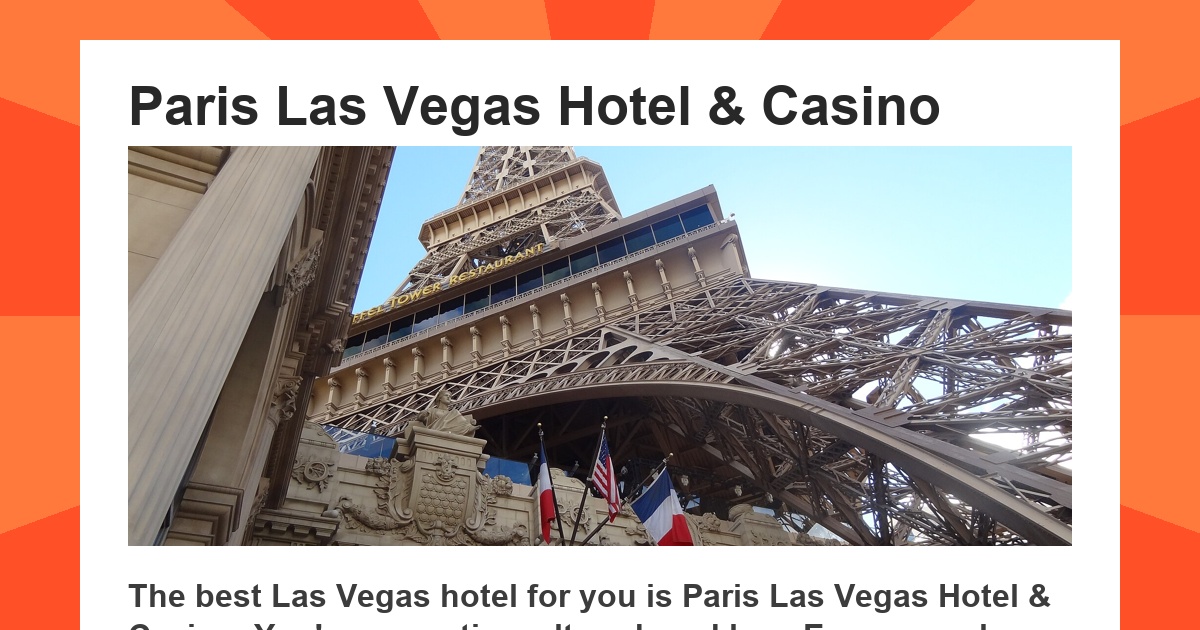 Paris Las Vegas Hotel & Casino
TOWER RESTAURANT
The best Las Vegas hotel for you is Paris Las Vegas Hotel &